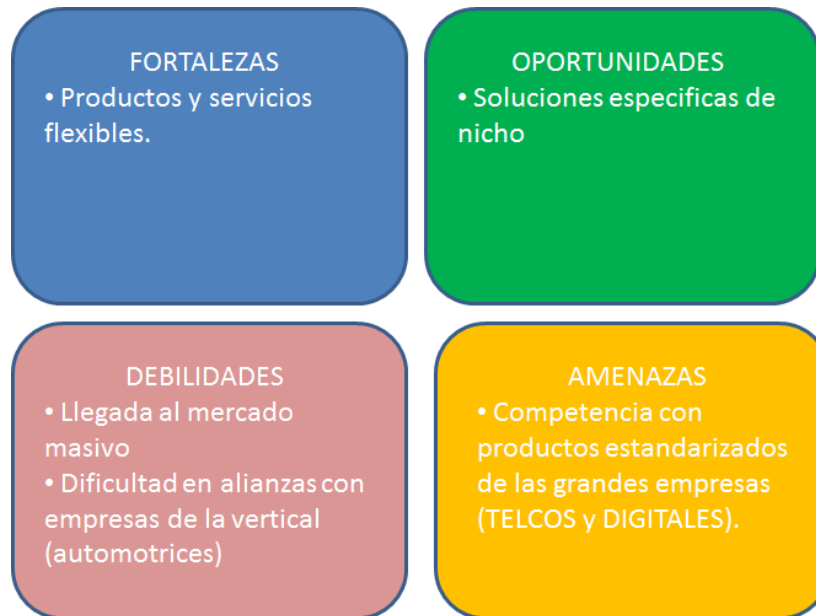 FORTALEZAS
• Productos y servicios
flexibles.
OPORTUNIDADES
• Soluciones especificas de
nicho
DEBILIDADES
• Llegada al mercado
masivo
• Dificultad en alianzas con
empresas de la vertical
(automotrices)
AMENAZAS
• Competencia con
productos estandarizados
de las grandes empresas
(TELCOS y DIGITALES).